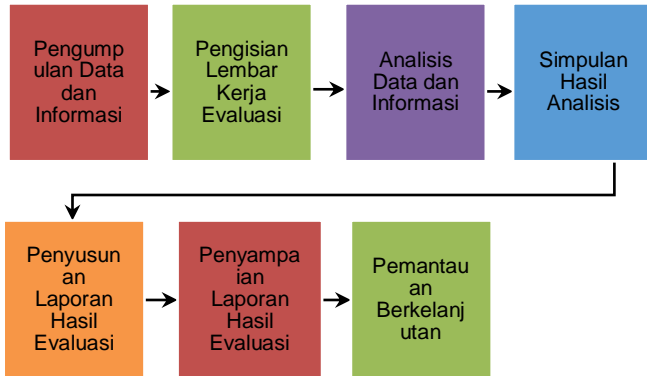 Pengump
ulan Data
dan
Informasi
Pengisian
Lembar
Kerja
Evaluasi
Analisis
Data dan
Informasi
Simpulan
Hasil
Analisis
Penyusun
an
Laporan
Hasil
Evaluasi
Penyampa
ian
Laporan
Hasil
Evaluasi
Pemantau
an
Berkelanj
utan